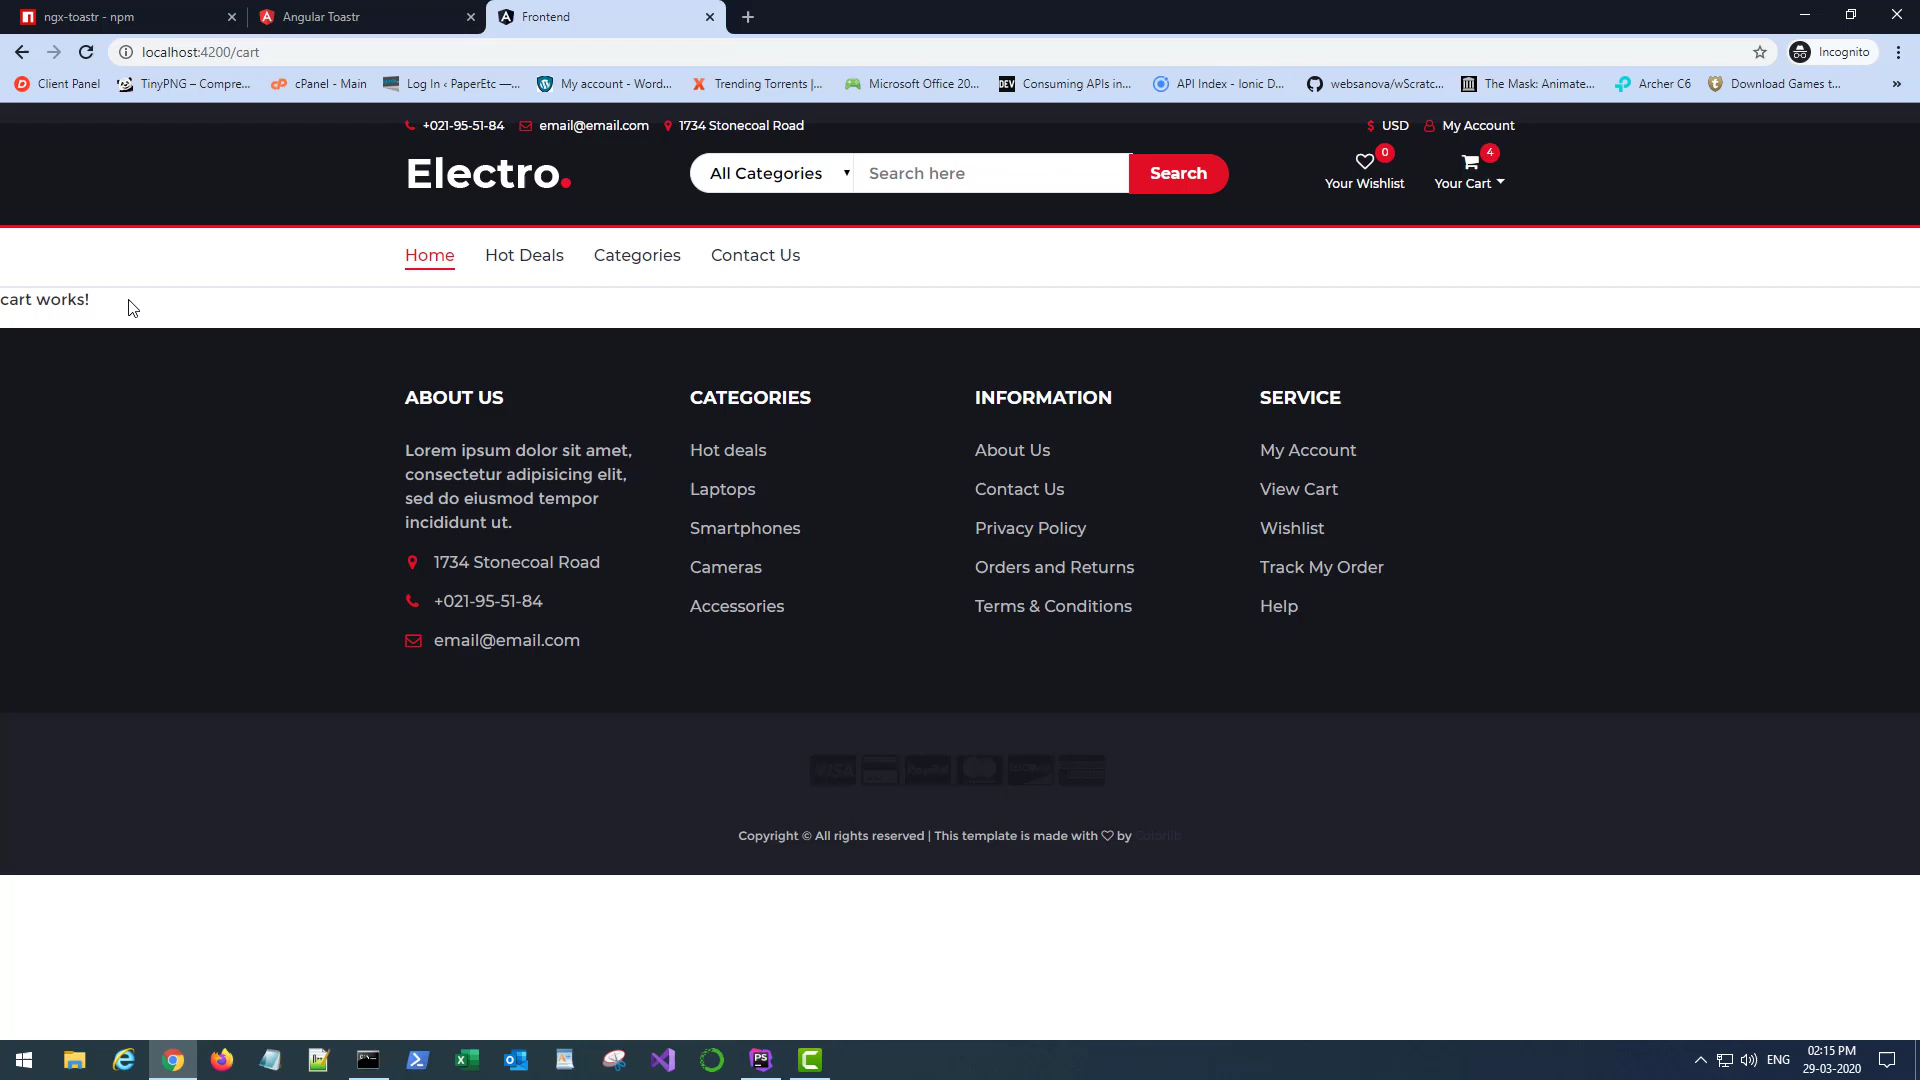 ngx-toastr - npm
Angular Toastr
Frontend
localhost:4200/cart
Incognito
Client Panel
TinyPNG – Compre...
cPanel - Main
Log In ‹ PaperEtc —...
My account - Word...
Trending Torrents |...
Microsoft Office 20...
DEV
Consuming APIs in...
API Index - Ionic D...
websanova/wScratc...
The Mask: Animate...
Archer C6
Download Games t...
»
+021-95-51-84 email@email.com 1734 Stonecoal Road
$ USD My Account
Electro.
All Categories
Search here
Search
0
Your Wishlist
4
Your Cart
Home Hot Deals Categories Contact Us
cart works!
ABOUT US
Lorem ipsum dolor sit amet,
consectetur adipisicing elit,
sed do eiusmod tempor
incididunt ut.
1734 Stonecoal Road
+021-95-51-84
email@email.com
CATEGORIES
Hot deals
Laptops
Smartphones
Cameras
Accessories
INFORMATION
About Us
Contact Us
Privacy Policy
Orders and Returns
Terms & Conditions
SERVICE
My Account
View Cart
Wishlist
Track My Order
Help
VISA
Copyright © All rights reserved | This template is made with ♡ by Colorlib
ENG
02:15 PM
29-03-2020